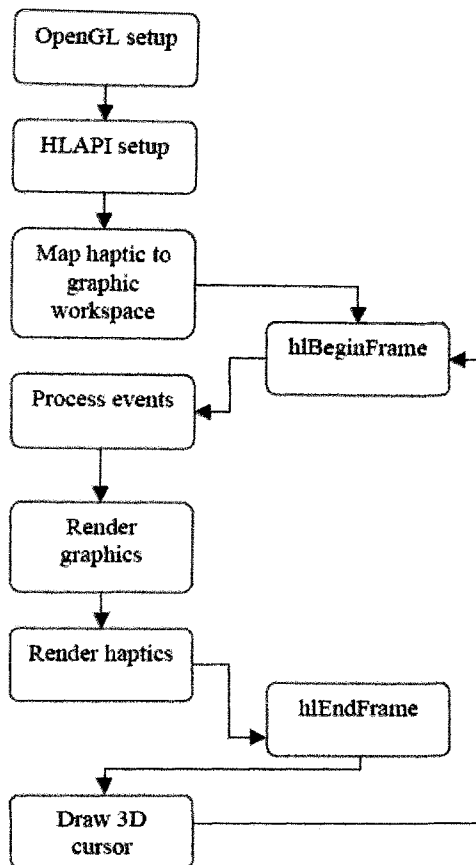 OpenGL setup
HLAPI setup
Map haptic to
graphic
workspace
hlBeginFrame
Process events
Render
graphics
Render haptics
hlEndFrame
Draw 3D
cursor